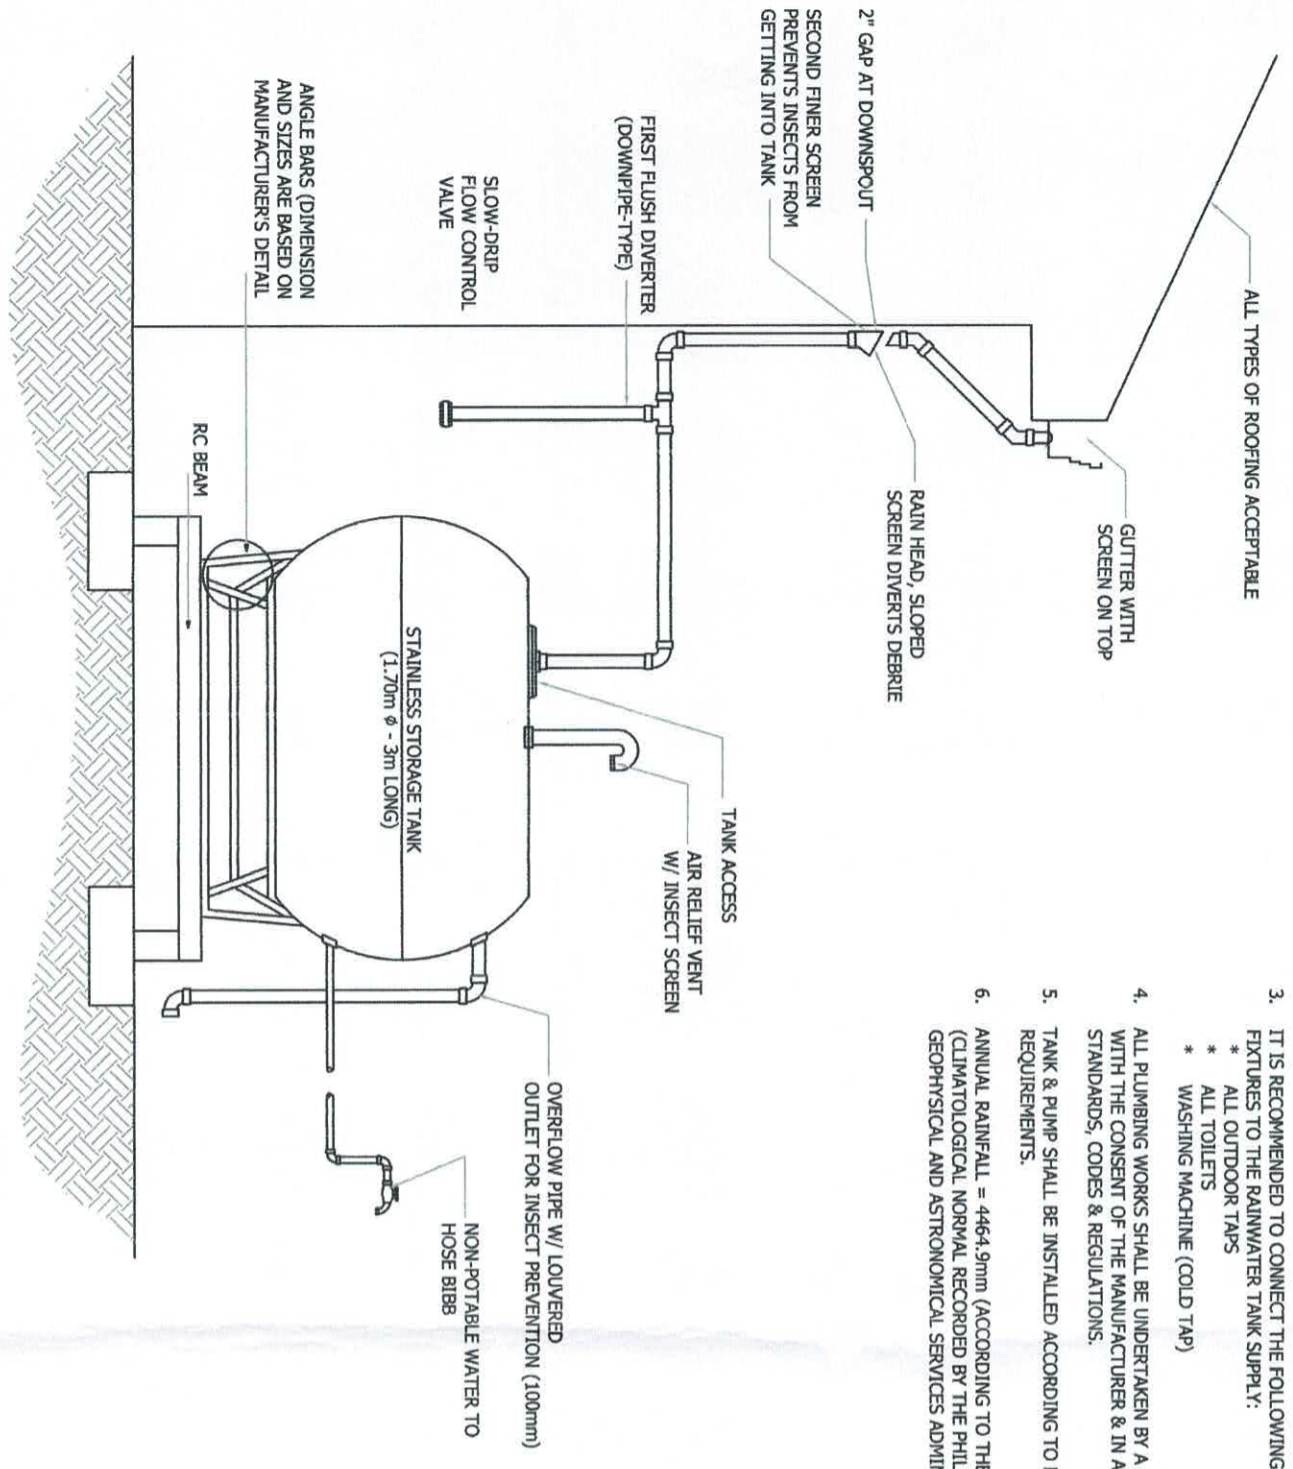 ALL TYPES OF ROOFING ACCEPTABLE
GUTTER WITH
SCREEN ON TOP
2" GAP AT DOWNSPOUT
SECOND FINER SCREEN
PREVENTS INSECTS FROM
GETTING INTO TANK
RAIN HEAD, SLOPED
SCREEN DIVERTS DEBRIE
FIRST FLUSH DIVERTER
(DOWNPIPE-TYPE)
SLOW-DRIP
FLOW CONTROL
VALVE
TANK ACCESS
AIR RELIEF VENT
W/ INSECT SCREEN
STAINLESS STORAGE TANK
(1.70m ϕ - 3m LONG)
ANGLE BARS (DIMENSION
AND SIZES ARE BASED ON
MANUFACTURER'S DETAIL
RC BEAM
OVERFLOW PIPE W/ LOUVERED
OUTLET FOR INSECT PREVENTION (100mm)
NON-POTABLE WATER TO
HOSE BIBB
3. IT IS RECOMMENDED TO CONNECT THE FOLLOWING
FIXTURES TO THE RAINWATER TANK SUPPLY:
* ALL OUTDOOR TAPS
* ALL TOILETS
* WASHING MACHINE (COLD TAP)
4. ALL PLUMBING WORKS SHALL BE UNDERTAKEN BY A
WITH THE CONSENT OF THE MANUFACTURER & IN A
STANDARDS, CODES & REGULATIONS.
5. TANK & PUMP SHALL BE INSTALLED ACCORDING TO
REQUIREMENTS.
6. ANNUAL RAINFALL = 4464.9mm (ACCORDING TO THE
(CLIMATOLOGICAL NORMAL RECORDED BY THE PHIL
GEOPHYSICAL AND ASTRONOMICAL SERVICES ADMIN